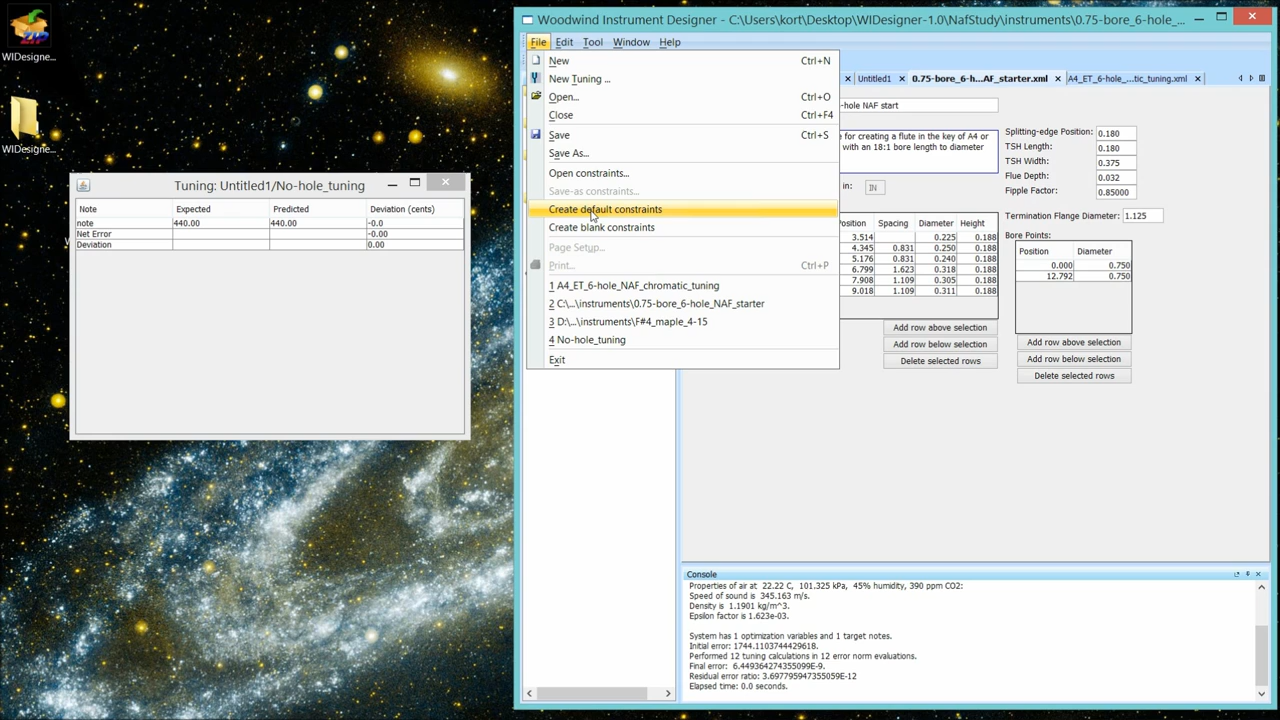 WIDesigne...
WIDesigne...
Tuning: Untitled1/No-hole_tuning
Note Expected Predicted Deviation (cents)
note 440.00 440.00 -0.0
Net Error -0.00
Deviation 0.00
Woodwind Instrument Designer - C:\Users\kort\Desktop\WIDesigner-1.0\NafStudy\instruments\0.75-bore_6-hole_...
File Edit Tool Window Help
New Ctrl+N
New Tuning ...
Open... Ctrl+O
Close Ctrl+F4
Save Ctrl+S
Save As...
Open constraints...
Save-as constraints...
Create default constraints
Create blank constraints
Page Setup...
Print... Ctrl+P
1 A4_ET_6-hole_NAF_chromatic_tuning
2 C:\...\instruments\0.75-bore_6-hole_NAF_starter
3 D:\...\instruments\F#4_maple_4-15
4 No-hole_tuning
Exit
Untitled1 0.75-bore_6-h...AF_starter.xml A4_ET_6-hole_...tic_tuning.xml
-hole NAF start
e for creating a flute in the key of A4 or
with an 18:1 bore length to diameter
in: IN
Position Spacing Diameter Height
3.514 0.225 0.188
4.345 0.831 0.250 0.188
5.176 0.831 0.240 0.188
6.799 1.623 0.318 0.188
7.908 1.109 0.305 0.188
9.018 1.109 0.311 0.188
Add row above selection
Add row below selection
Delete selected rows
Splitting-edge Position: 0.180
TSH Length: 0.180
TSH Width: 0.375
Flue Depth: 0.032
Fipple Factor: 0.85000
Termination Flange Diameter: 1.125
Bore Points:
Position Diameter
0.000 0.750
12.792 0.750
Add row above selection
Add row below selection
Delete selected rows
Console
Properties of air at 22.22 C, 101.325 kPa, 45% humidity, 390 ppm CO2:
Speed of sound is 345.163 m/s.
Density is 1.1901 kg/m^3.
Epsilon factor is 1.623e-03.
System has 1 optimization variables and 1 target notes.
Initial error: 1744.1103744429618.
Performed 12 tuning calculations in 12 error norm evaluations.
Final error: 6.449364274355099E-9.
Residual error ratio: 3.697795947355059E-12
Elapsed time: 0.0 seconds.